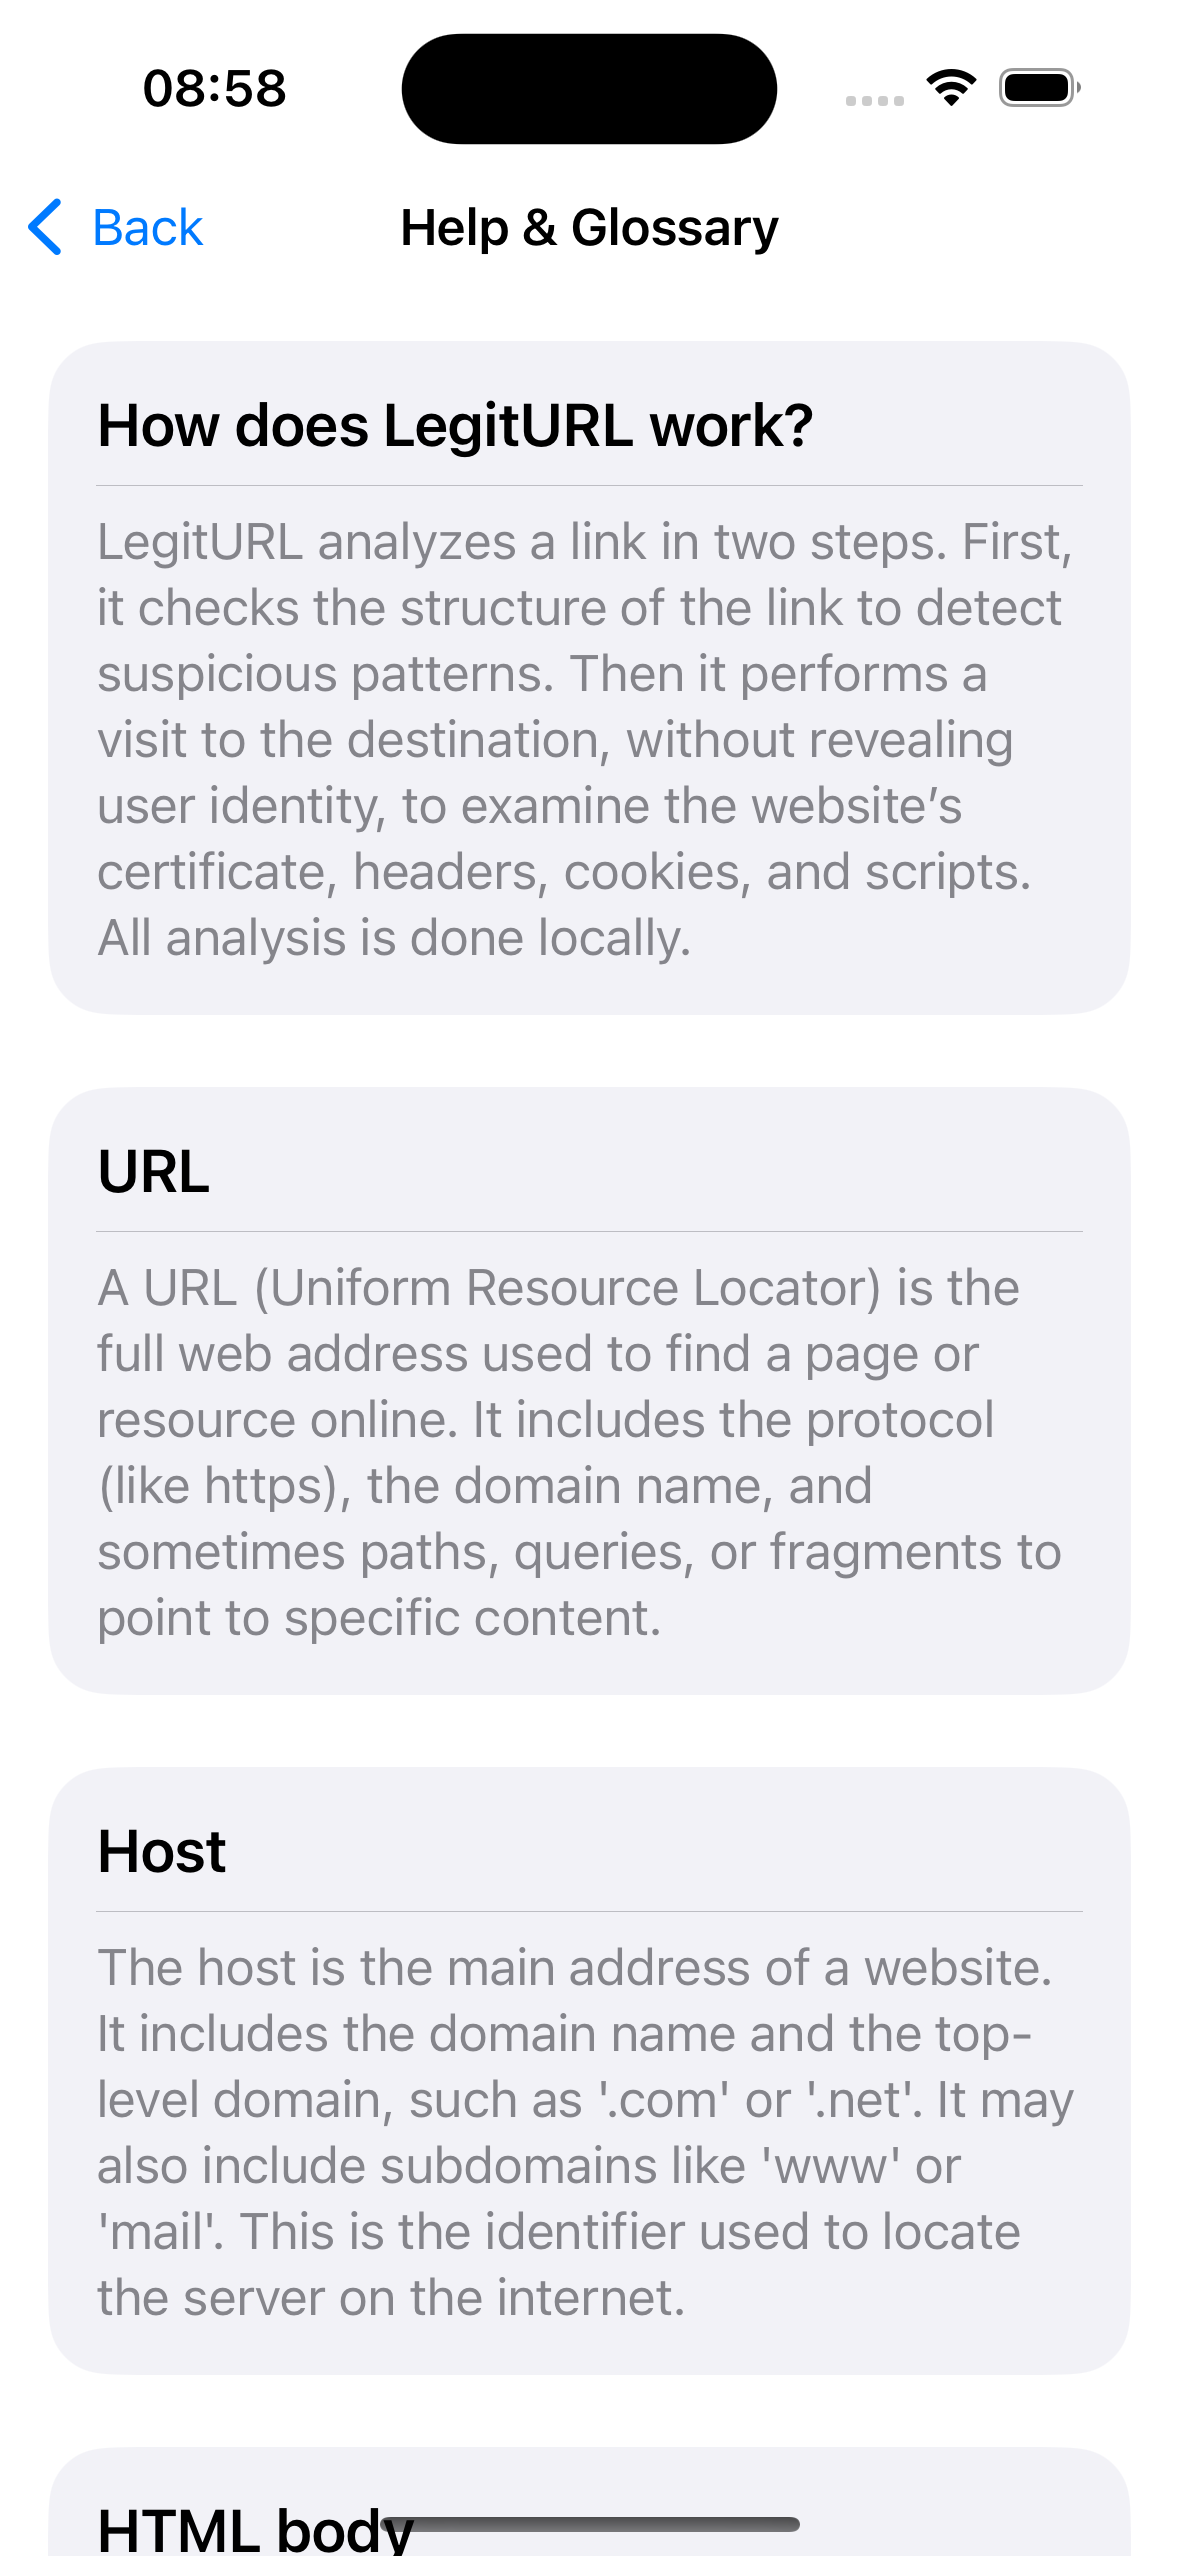 08:58
Back
Help & Glossary
How does LegitURL work?
LegitURL analyzes a link in two steps. First,
it checks the structure of the link to detect
suspicious patterns. Then it performs a
visit to the destination, without revealing
user identity, to examine the website’s
certificate, headers, cookies, and scripts.
All analysis is done locally.
URL
A URL (Uniform Resource Locator) is the
full web address used to find a page or
resource online. It includes the protocol
(like https), the domain name, and
sometimes paths, queries, or fragments to
point to specific content.
Host
The host is the main address of a website.
It includes the domain name and the top-
level domain, such as '.com' or '.net'. It may
also include subdomains like 'www' or
'mail'. This is the identifier used to locate
the server on the internet.
HTML body